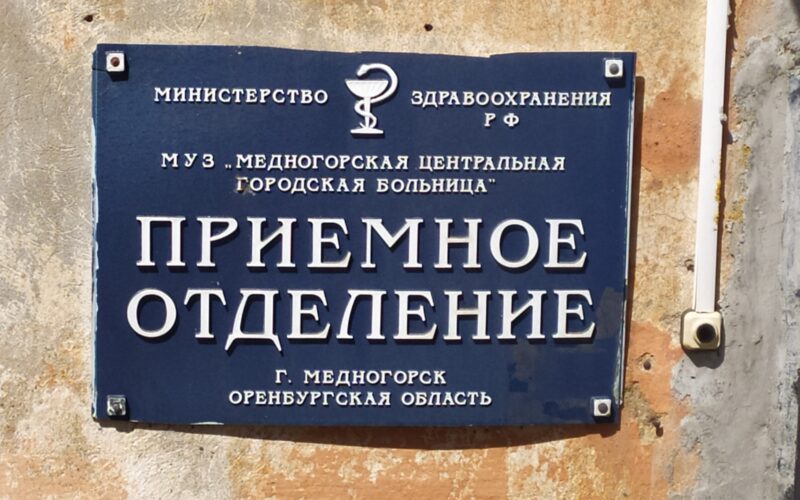 МИНИСТЕРСТВО ЗДРАВООХРАНЕНИЯ
РФ
МУЗ „МЕДНОГОРСКАЯ ЦЕНТРАЛЬНАЯ
ГОРОДСКАЯ БОЛЬНИЦА"
ПРИЕМНОЕ
ОТДЕЛЕНИЕ
Г. МЕДНОГОРСК
ОРЕНБУРГСКАЯ ОБЛАСТЬ